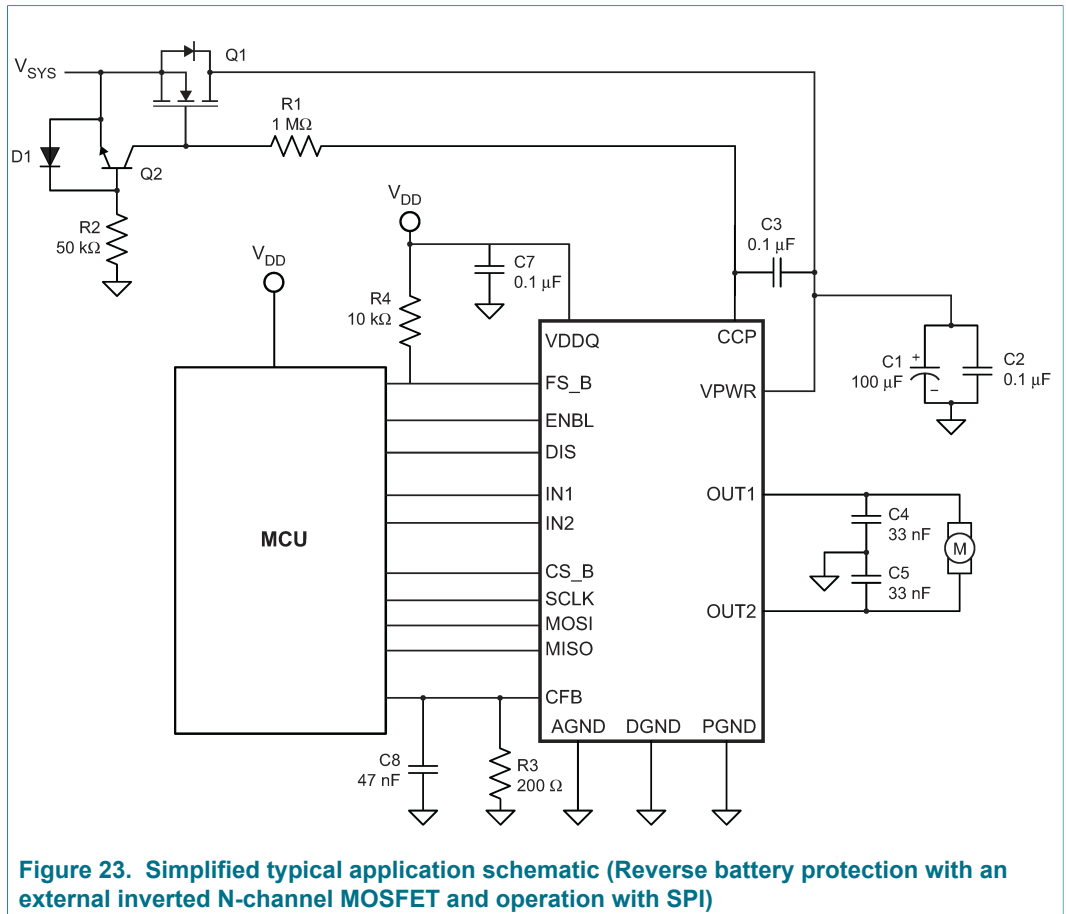 V_SYS
Q1
R1
1 MΩ
D1
Q2
R2
50 kΩ
V_DD
V_DD
C7
0.1 µF
R4
10 kΩ
C3
0.1 µF
C1
100 µF
+
−
C2
0.1 µF
MCU
VDDQ
CCP
FS_B
VPWR
ENBL
DIS
IN1
OUT1
IN2
CS_B
SCLK
OUT2
MOSI
MISO
CFB
AGND DGND PGND
C4
33 nF
M
C5
33 nF
C8
47 nF
R3
200 Ω
Figure 23. Simplified typical application schematic (Reverse battery protection with an
external inverted N-channel MOSFET and operation with SPI)